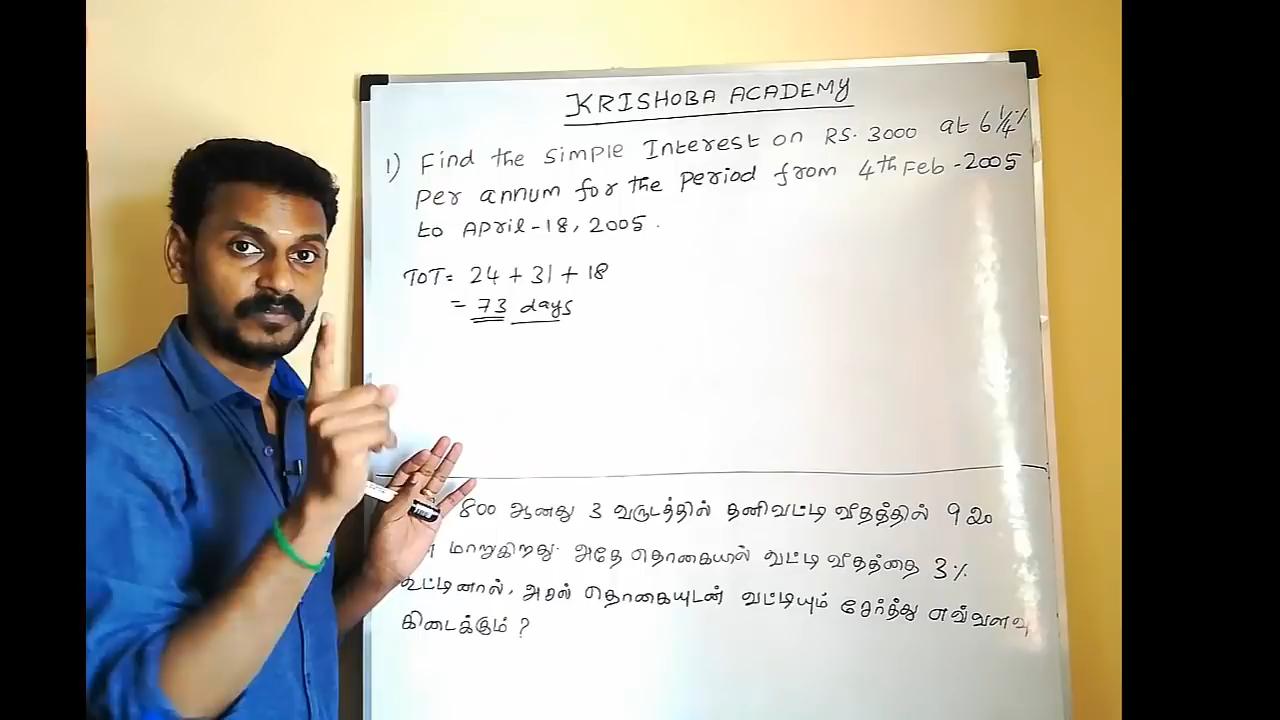 KRISHOBA ACADEMY
1) Find the Simple Interest on RS. 3000 at 6 1/4 %
Per annum for the Period from 4th Feb - 2005
to APril - 18, 2005 .
TOT = 24 + 31 + 18
= 73 days
800 ஆனது 3 வருடத்தில் தனிவட்டி வீதத்தில் 920
மாறுகிறது. அதே தொகையில் வட்டி வீதத்தை 3%
கூட்டினால், அசல் தொகையுடன் வட்டியும் சேர்த்து எவ்வளவு
கிடைக்கும் ?